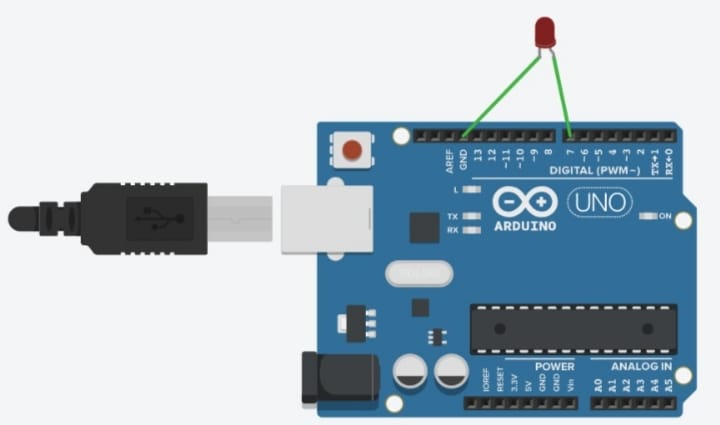 AREF
GND
13
12
~11
~10
~9
8
7
~6
~5
~4
~3
2
TX→1
RX←0
DIGITAL (PWM~)
L
TX
RX
UNO
ON
ARDUINO
POWER
ANALOG IN
IOREF
RESET
3.3V
5V
GND
GND
Vin
A0
A1
A2
A3
A4
A5